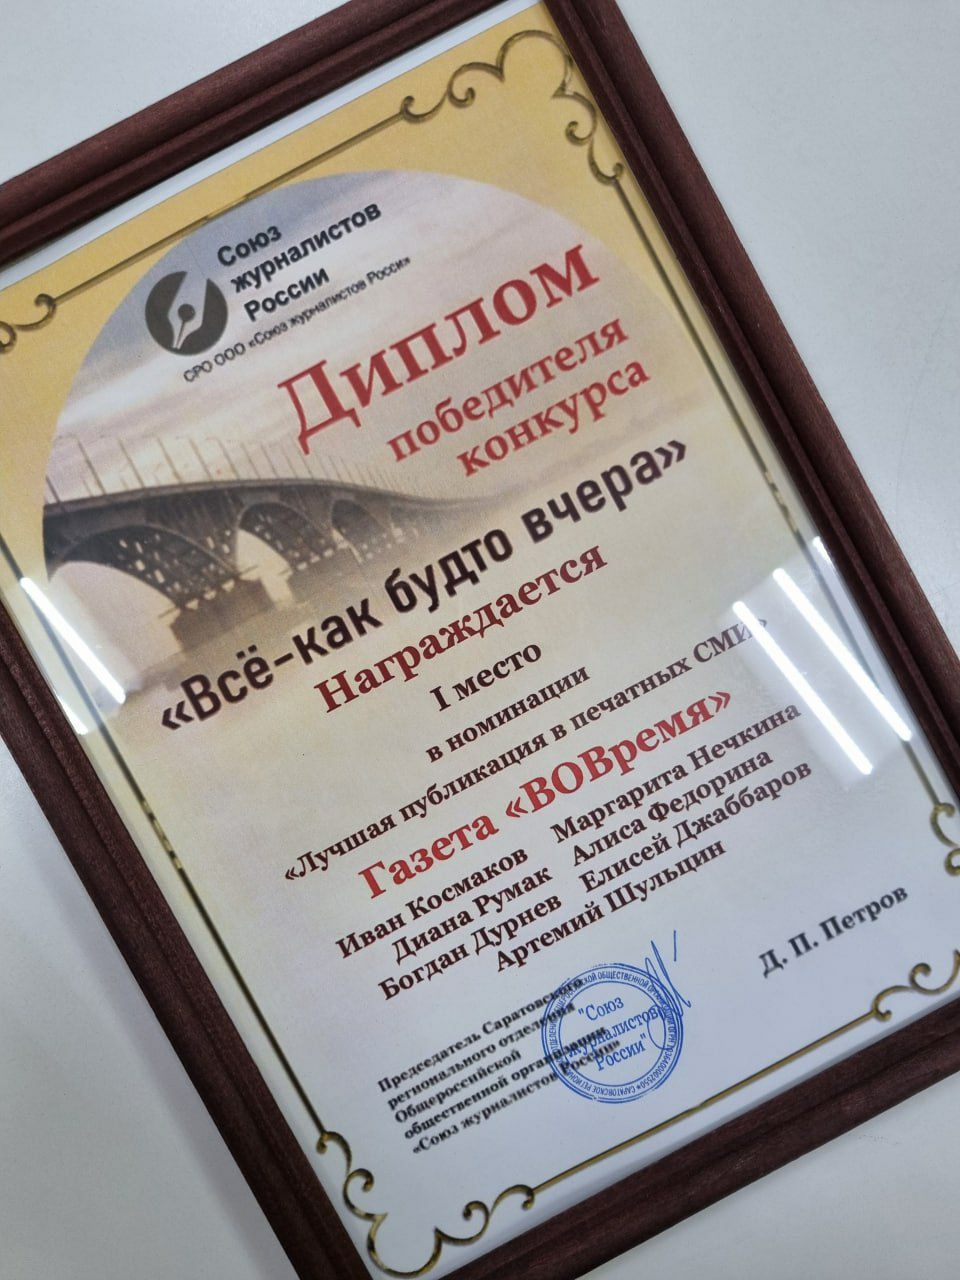 Союз
журналистов
России
СРО ООО «Союз журналистов Росси»
Диплом
победителя
конкурса
«Всё-как будто вчера»
Награждается
I место
в номинации
«Лучшая публикация в печатных СМИ»
Газета «ВОВремя»
Иван Космаков Маргарита Нечкина
Диана Румак Алиса Федорина
Богдан Дурнев Елисей Джаббаров
Артемий Шульцин
Председатель Саратовского
регионального отделения
Общероссийской
общественной организации
«Союз журналистов России»
Д. П. Петров
"Союз
журналистов
России"